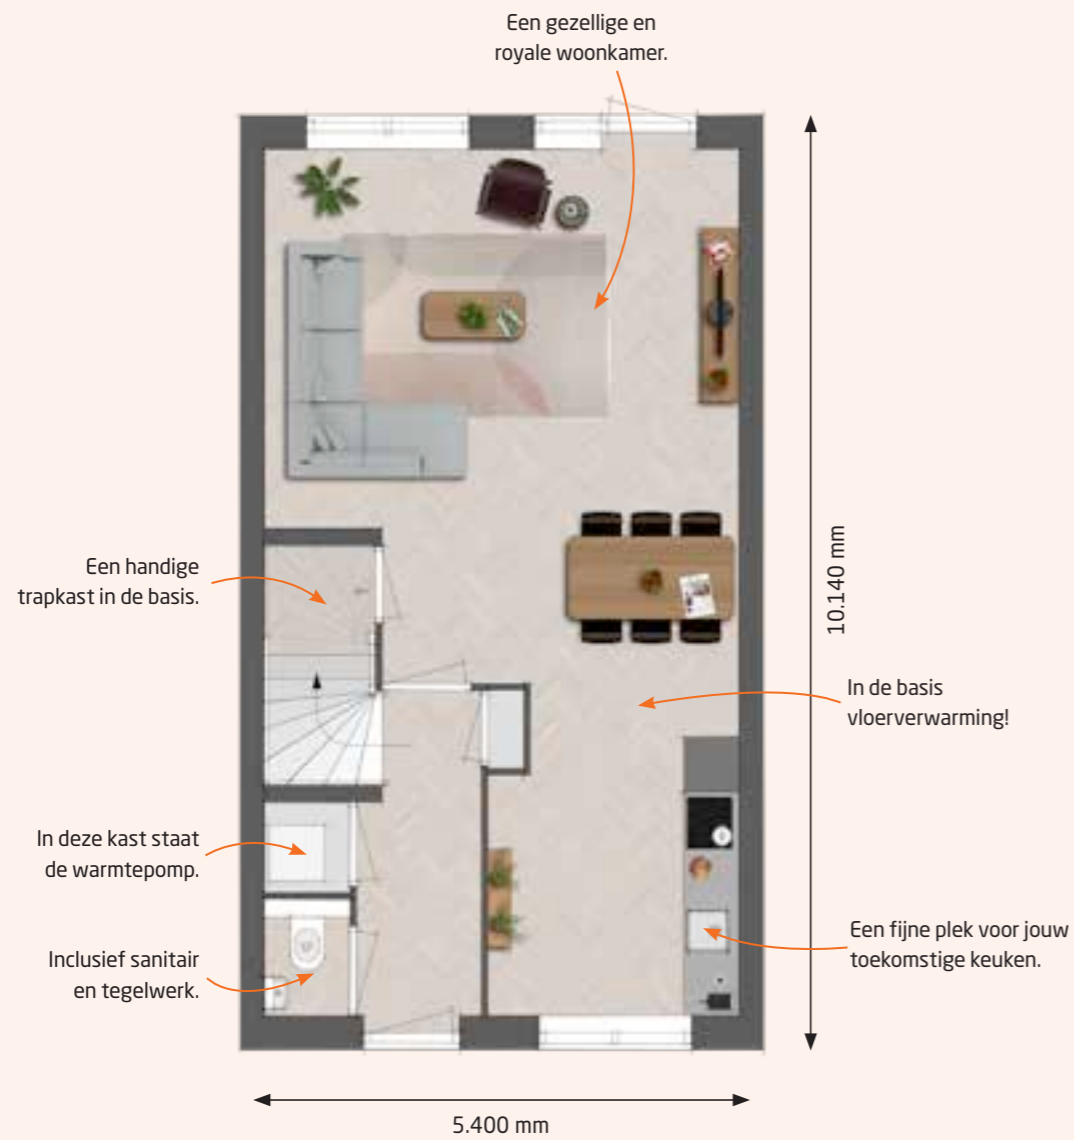 Een gezellige en
royale woonkamer.
Een handige
trapkast in de basis.
10.140 mm
In de basis
vloerverwarming!
In deze kast staat
de warmtepomp.
Een fijne plek voor jouw
toekomstige keuken.
Inclusief sanitair
en tegelwerk.
5.400 mm